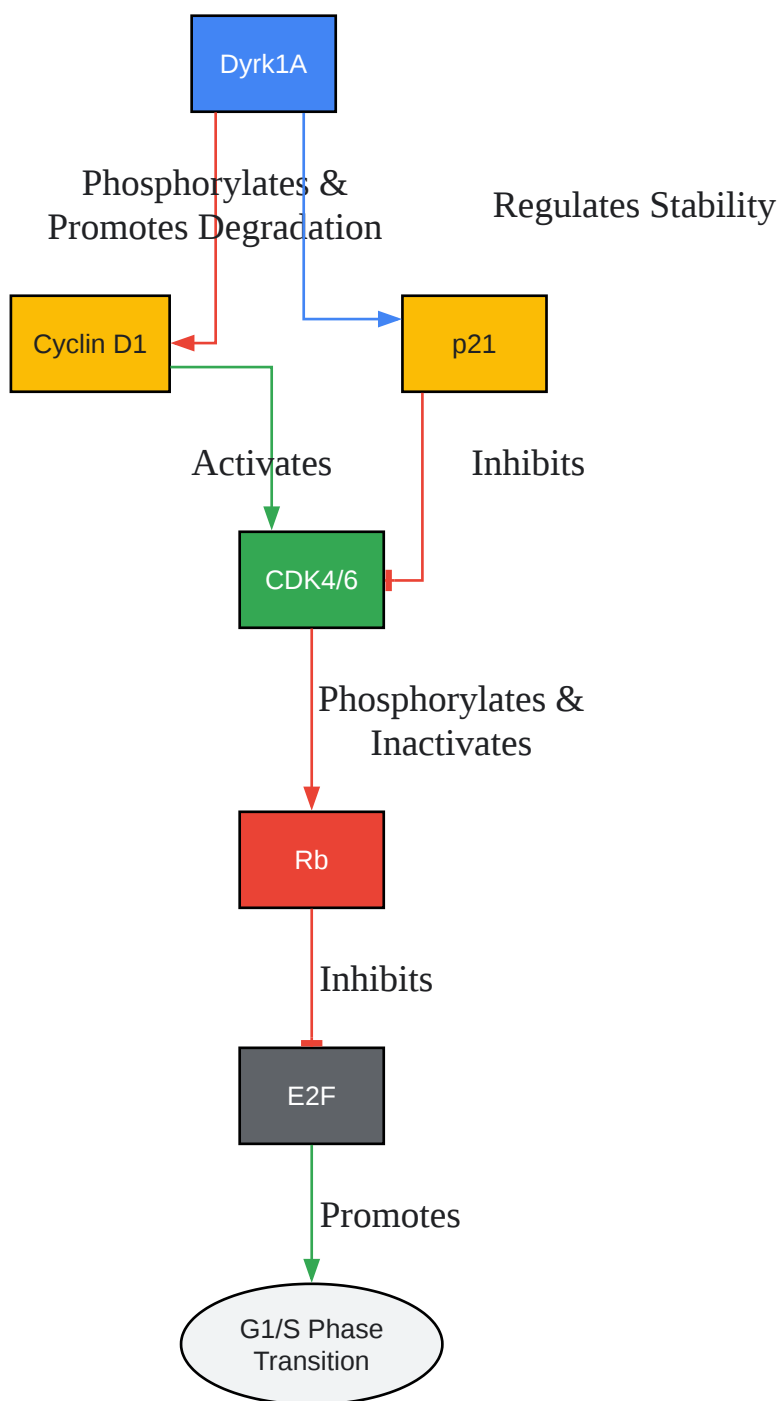 Dyrk1A
Phosphorylates &
Promotes Degradation
Regulates Stability
Cyclin D1
p21
Activates
Inhibits
CDK4/6
Phosphorylates &
Inactivates
Rb
Inhibits
E2F
Promotes
G1/S Phase
Transition